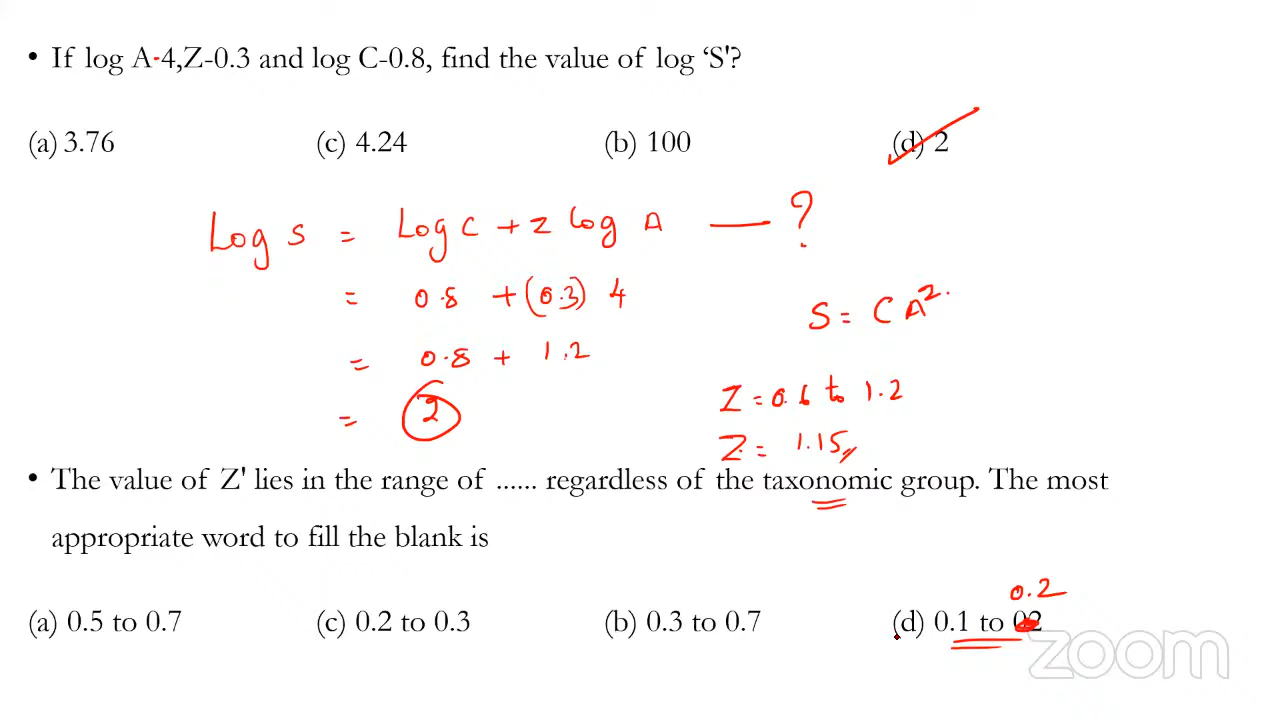 • If log A-4,Z-0.3 and log C-0.8, find the value of log ‘S'?
(a) 3.76 (c) 4.24 (b) 100 (d) 2
Log S = Log C + Z log A — ?
= 0.8 + (0.3) 4
S = C A^2.
= 0.8 + 1.2
Z = 0.6 to 1.2
= 2
Z = 1.15
• The value of Z' lies in the range of ...... regardless of the taxonomic group. The most
appropriate word to fill the blank is
0.2
(a) 0.5 to 0.7 (c) 0.2 to 0.3 (b) 0.3 to 0.7 (d) 0.1 to 02
zoom